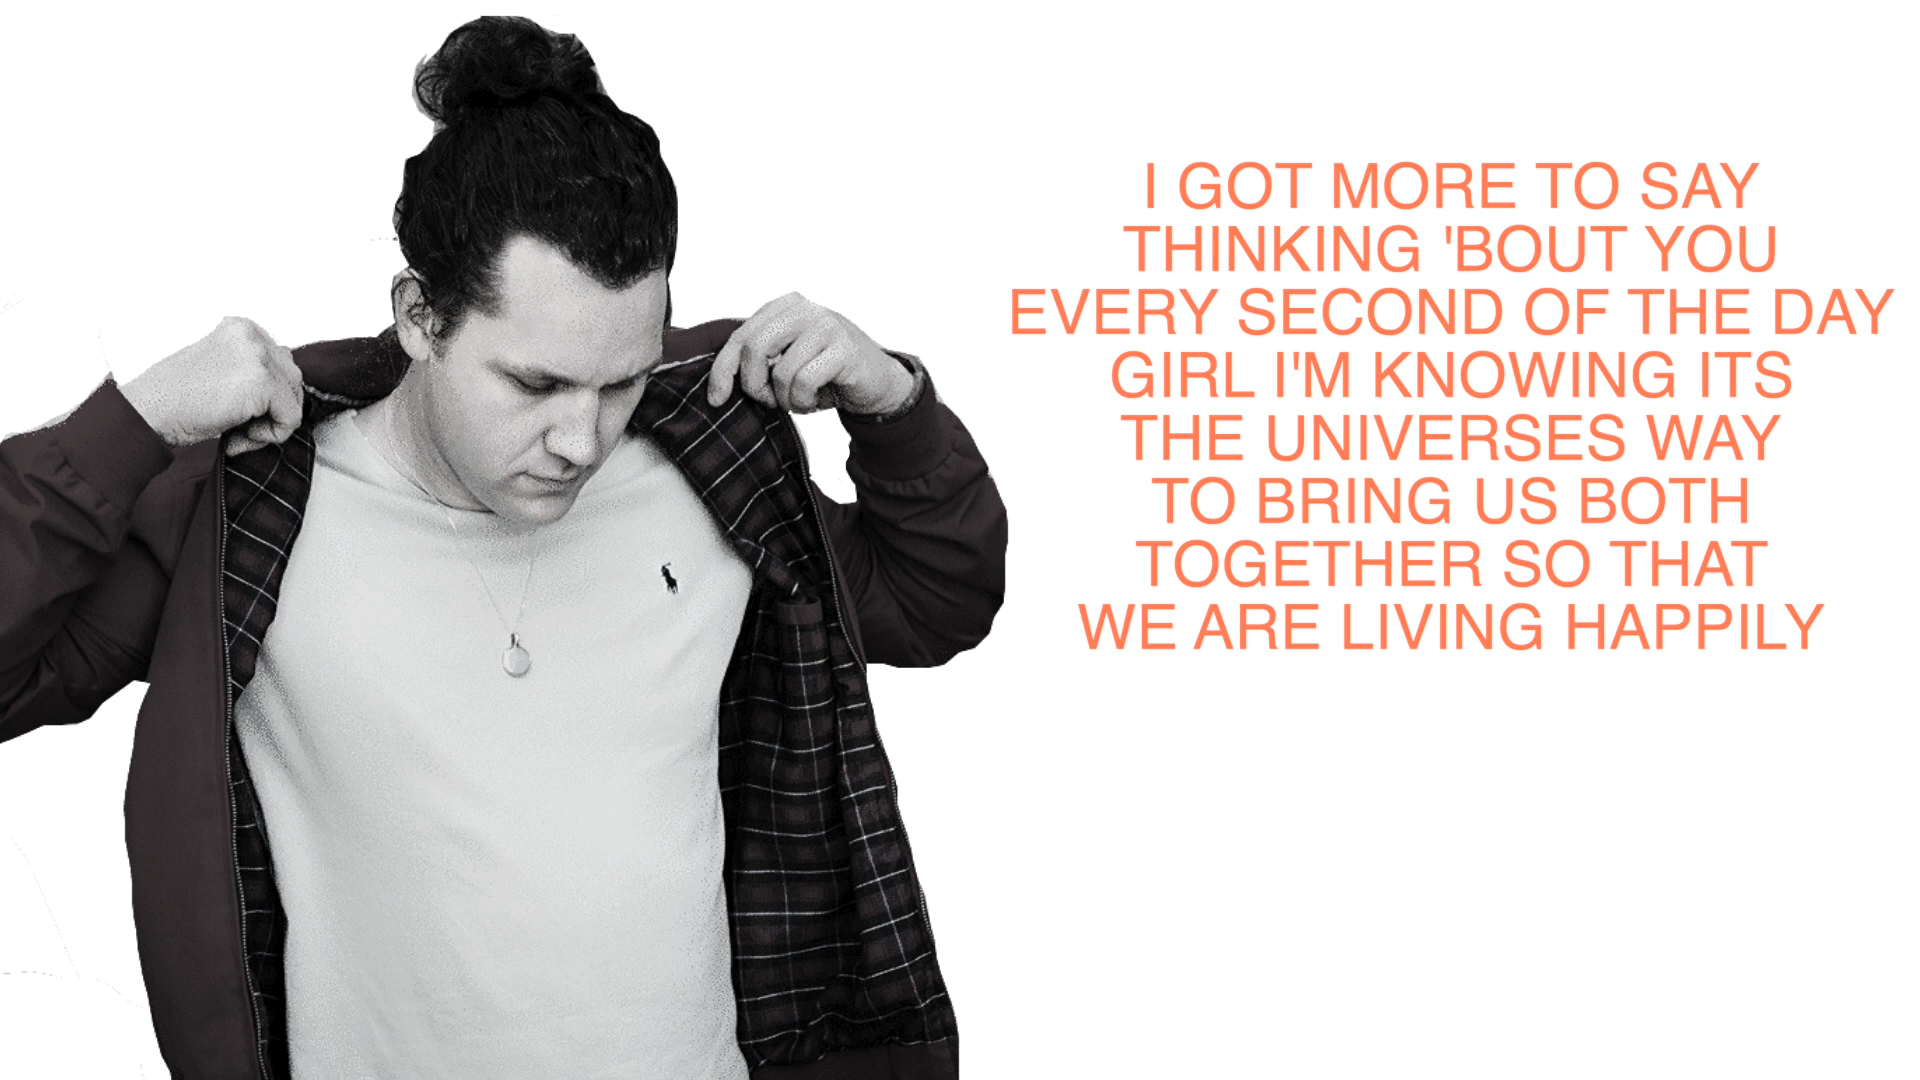 I GOT MORE TO SAY
THINKING 'BOUT YOU
EVERY SECOND OF THE DAY
GIRL I'M KNOWING ITS
THE UNIVERSES WAY
TO BRING US BOTH
TOGETHER SO THAT
WE ARE LIVING HAPPILY